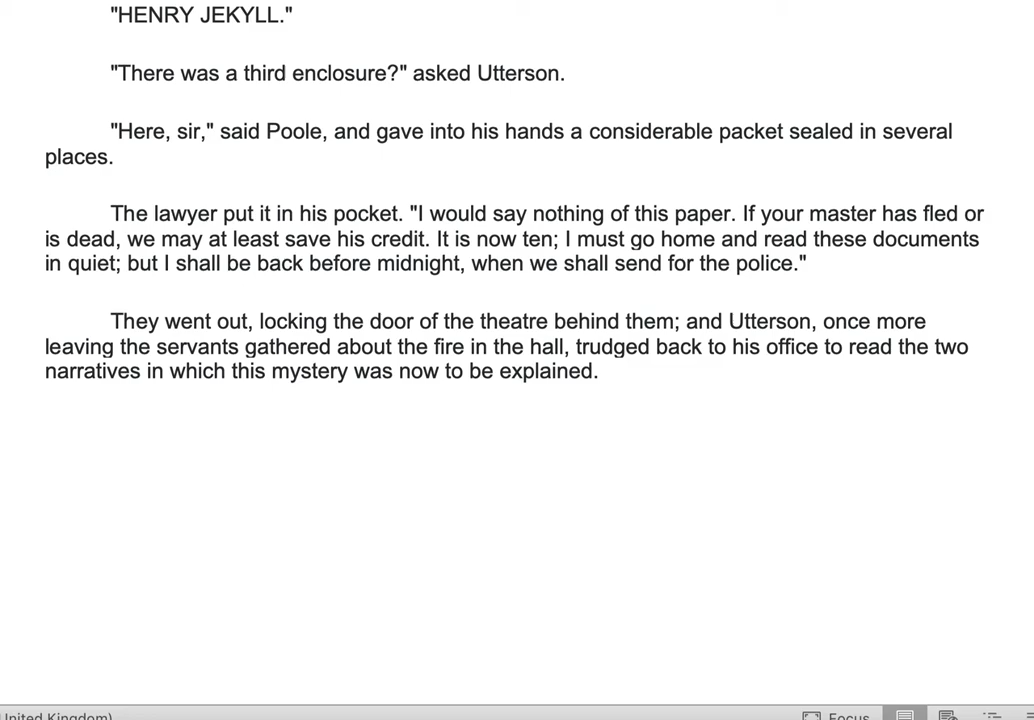 "HENRY JEKYLL."
"There was a third enclosure?" asked Utterson.
"Here, sir," said Poole, and gave into his hands a considerable packet sealed in several
places.
The lawyer put it in his pocket. "I would say nothing of this paper. If your master has fled or
is dead, we may at least save his credit. It is now ten; I must go home and read these documents
in quiet; but I shall be back before midnight, when we shall send for the police."
They went out, locking the door of the theatre behind them; and Utterson, once more
leaving the servants gathered about the fire in the hall, trudged back to his office to read the two
narratives in which this mystery was now to be explained.
United Kingdom) Focus